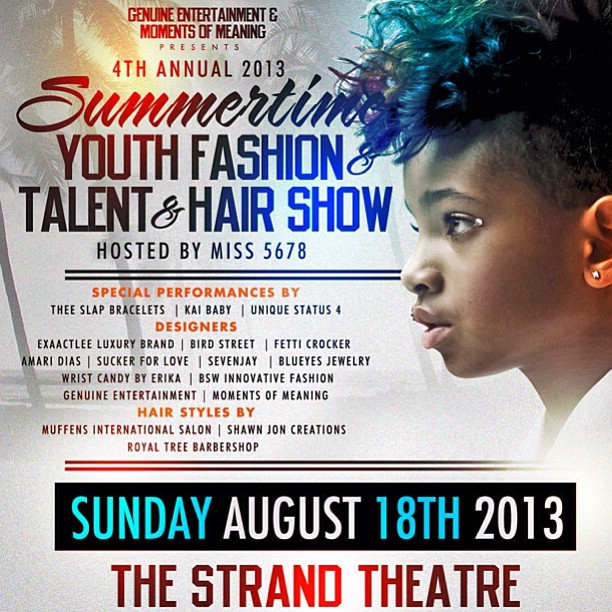 GENUINE ENTERTAINMENT &
MOMENTS OF MEANING
PRESENTS
4TH ANNUAL 2013
Summertime
YOUTH FASHION &
TALENT & HAIR SHOW
HOSTED BY MISS 5678
SPECIAL PERFORMANCES BY
THEE SLAP BRACELETS | KAI BABY | UNIQUE STATUS 4
DESIGNERS
EXAACTLEE LUXURY BRAND | BIRD STREET | FETTI CROCKER
AMARI DIAS | SUCKER FOR LOVE | SEVENJAY | BLUEYES JEWELRY
WRIST CANDY BY ERIKA | BSW INNOVATIVE FASHION
GENUINE ENTERTAINMENT | MOMENTS OF MEANING
HAIR STYLES BY
MUFFENS INTERNATIONAL SALON | SHAWN JON CREATIONS
ROYAL TREE BARBERSHOP
SUNDAY AUGUST 18TH 2013
THE STRAND THEATRE